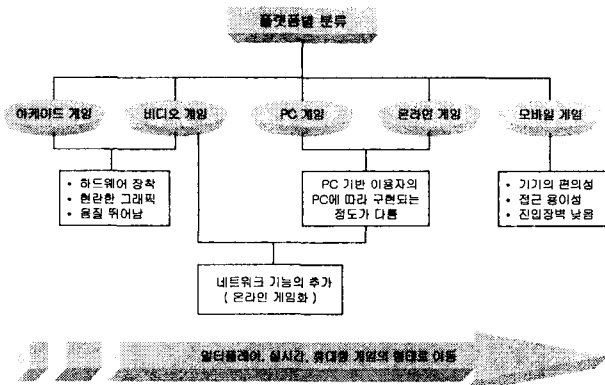 플랫폼별 분류
아케이드 게임
비디오 게임
PC 게임
온라인 게임
모바일 게임
• 하드웨어 장착
• 현란한 그래픽
• 음질 뛰어남
PC 기반 이용자의
PC에 따라 구현되는
정도가 다름
• 기기의 편의성
• 접근 용이성
• 진입장벽 낮음
네트워크 기능의 추가
( 온라인 게임화 )
멀티플레이어, 실시간, 휴대형 게임의 형태로 이동